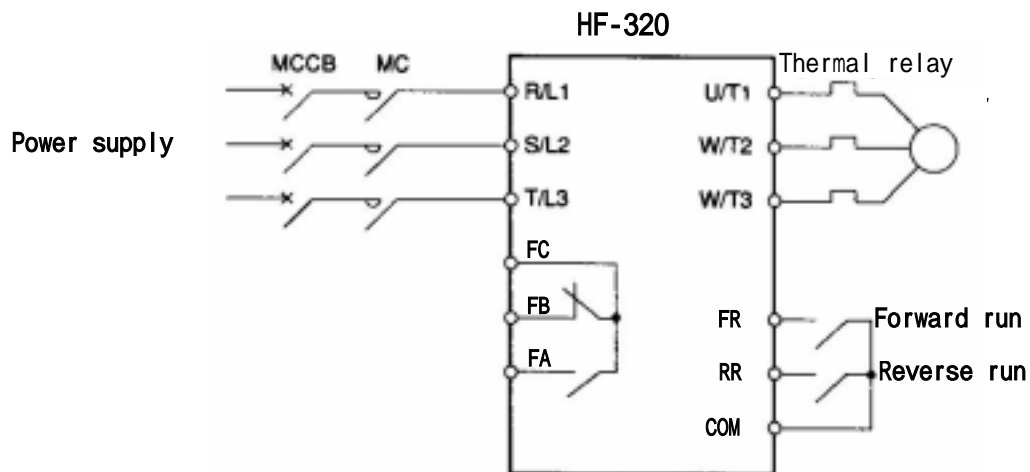 HF-320
MCCB MC
Thermal relay
R/L1
U/T1
Power supply
S/L2
W/T2
T/L3
W/T3
FC
FB
FR
Forward run
FA
RR
Reverse run
COM